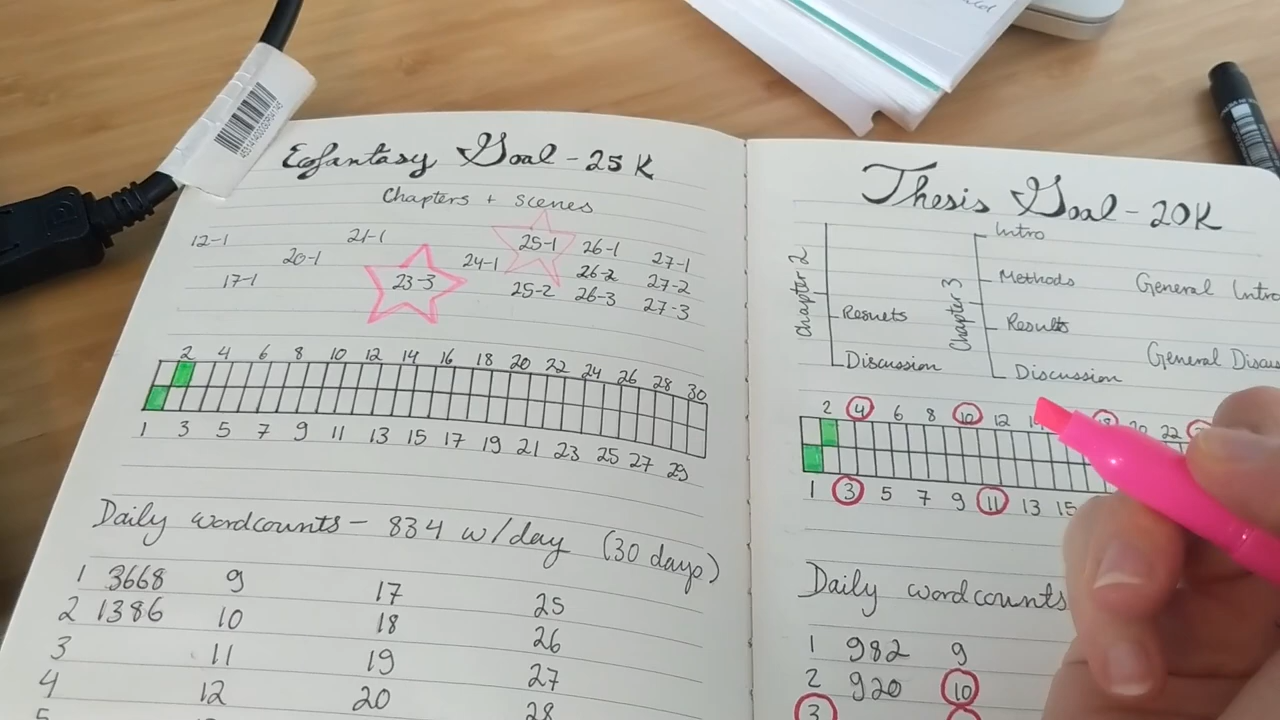 Ecofantasy Goal - 25K
Chapters + scenes
12-1 21-1 25-1 26-1 27-1
20-1 24-1 26-2 27-2
17-1 23-3 25-2 26-3 27-3
2 4 6 8 10 12 14 16 18 20 22 24 26 28 30
1 3 5 7 9 11 13 15 17 19 21 23 25 27 29
Daily wordcounts - 834 w/day (30 days)
1 3668 9 17 25
2 1386 10 18 26
3 11 19 27
4 12 20 28
5
Thesis Goal - 20K
Chapter 2
Results
Discussion
Chapter 3
Intro
Methods
Results
Discussion
General Intro
General Discus
2 4 6 8 10 12 18 20 22
1 3 5 7 9 11 13 15
Daily wordcounts
1 982 9
2 920 10
3